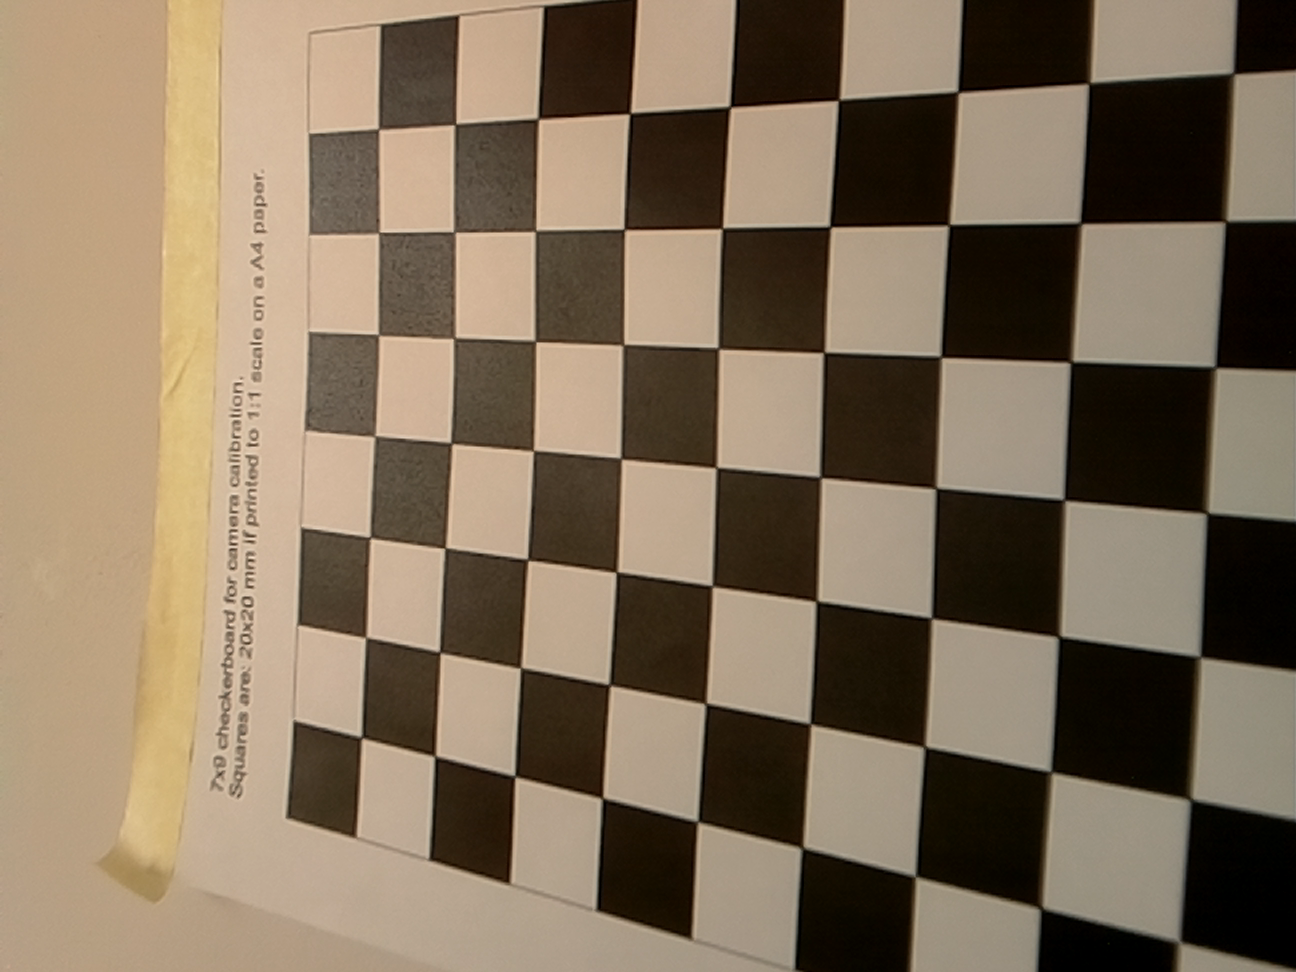 7x9 checkerboard for camera calibration.
Squares are: 20x20 mm if printed to 1:1 scale on a A4 paper.